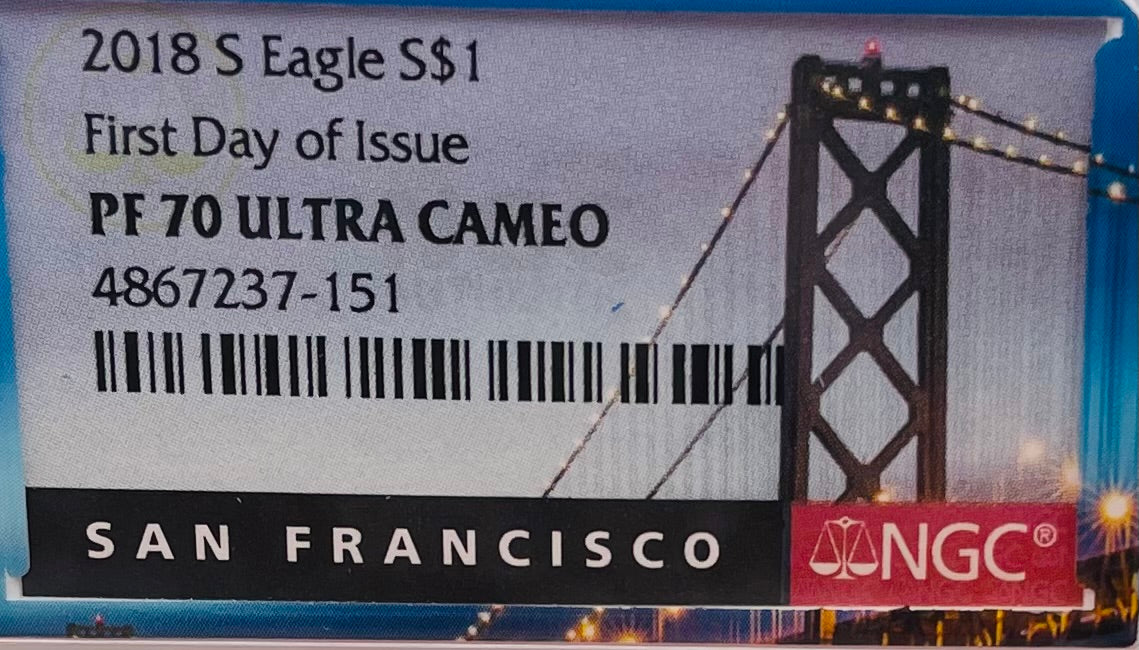 2018 S Eagle S$1
First Day of Issue
PF 70 ULTRA CAMEO
4867237-151
SAN FRANCISCO
NGC®